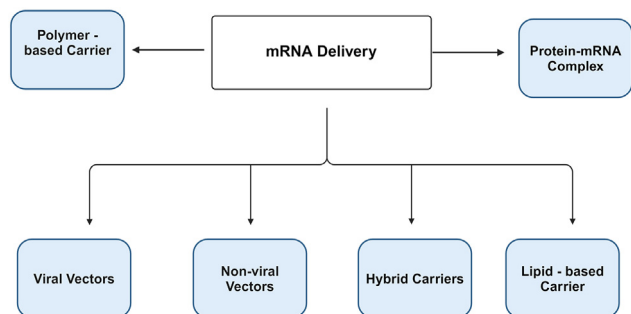 Polymer -
based Carrier
mRNA Delivery
Protein-mRNA
Complex
Viral Vectors
Non-viral
Vectors
Hybrid Carriers
Lipid - based
Carrier